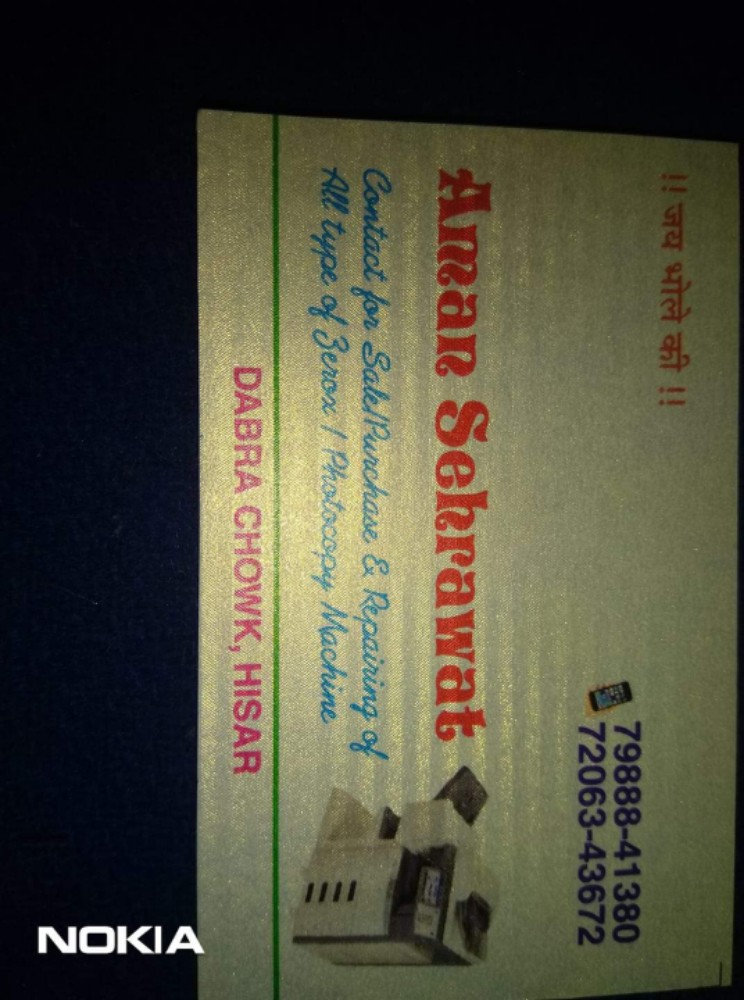 !! जय भोले की !!
79888-41380
72063-43672
Aman Sehrawat
Contact for Sale/Purchase & Repairing of
All type of Zerox / Photocopy Machine
DABRA CHOWK, HISAR
NOKIA